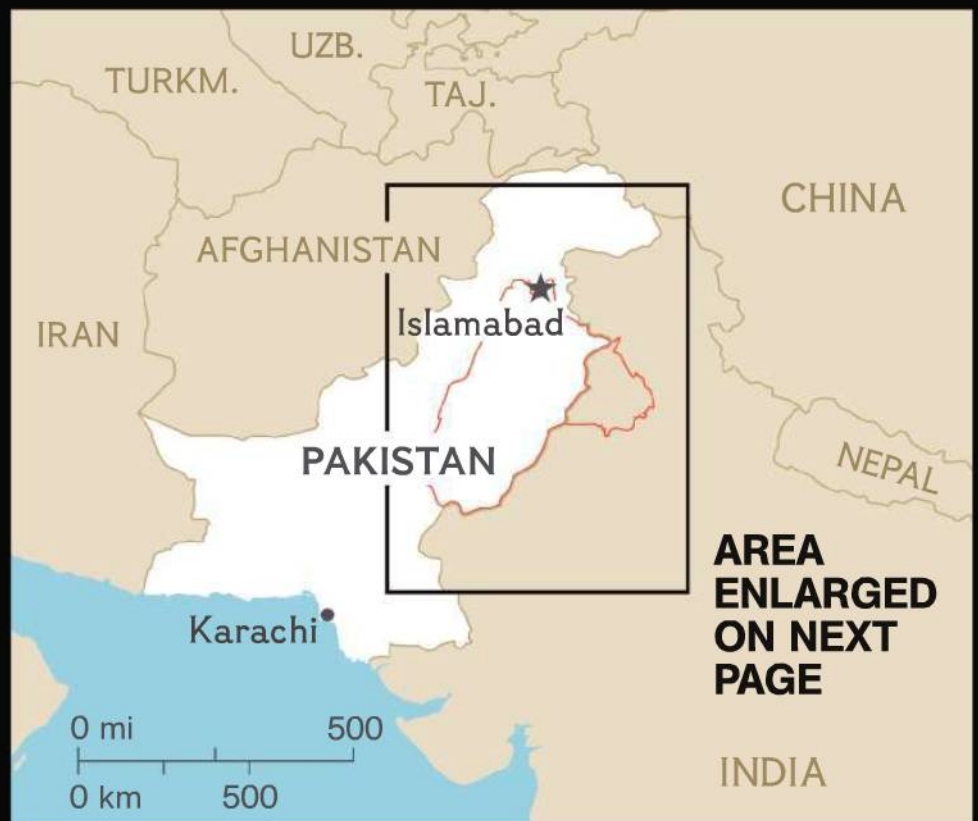 UZB.
TURKM.
TAJ.
CHINA
AFGHANISTAN
IRAN
Islamabad
PAKISTAN
NEPAL
AREA
ENLARGED
ON NEXT
PAGE
Karachi
0 mi 500
0 km 500
INDIA